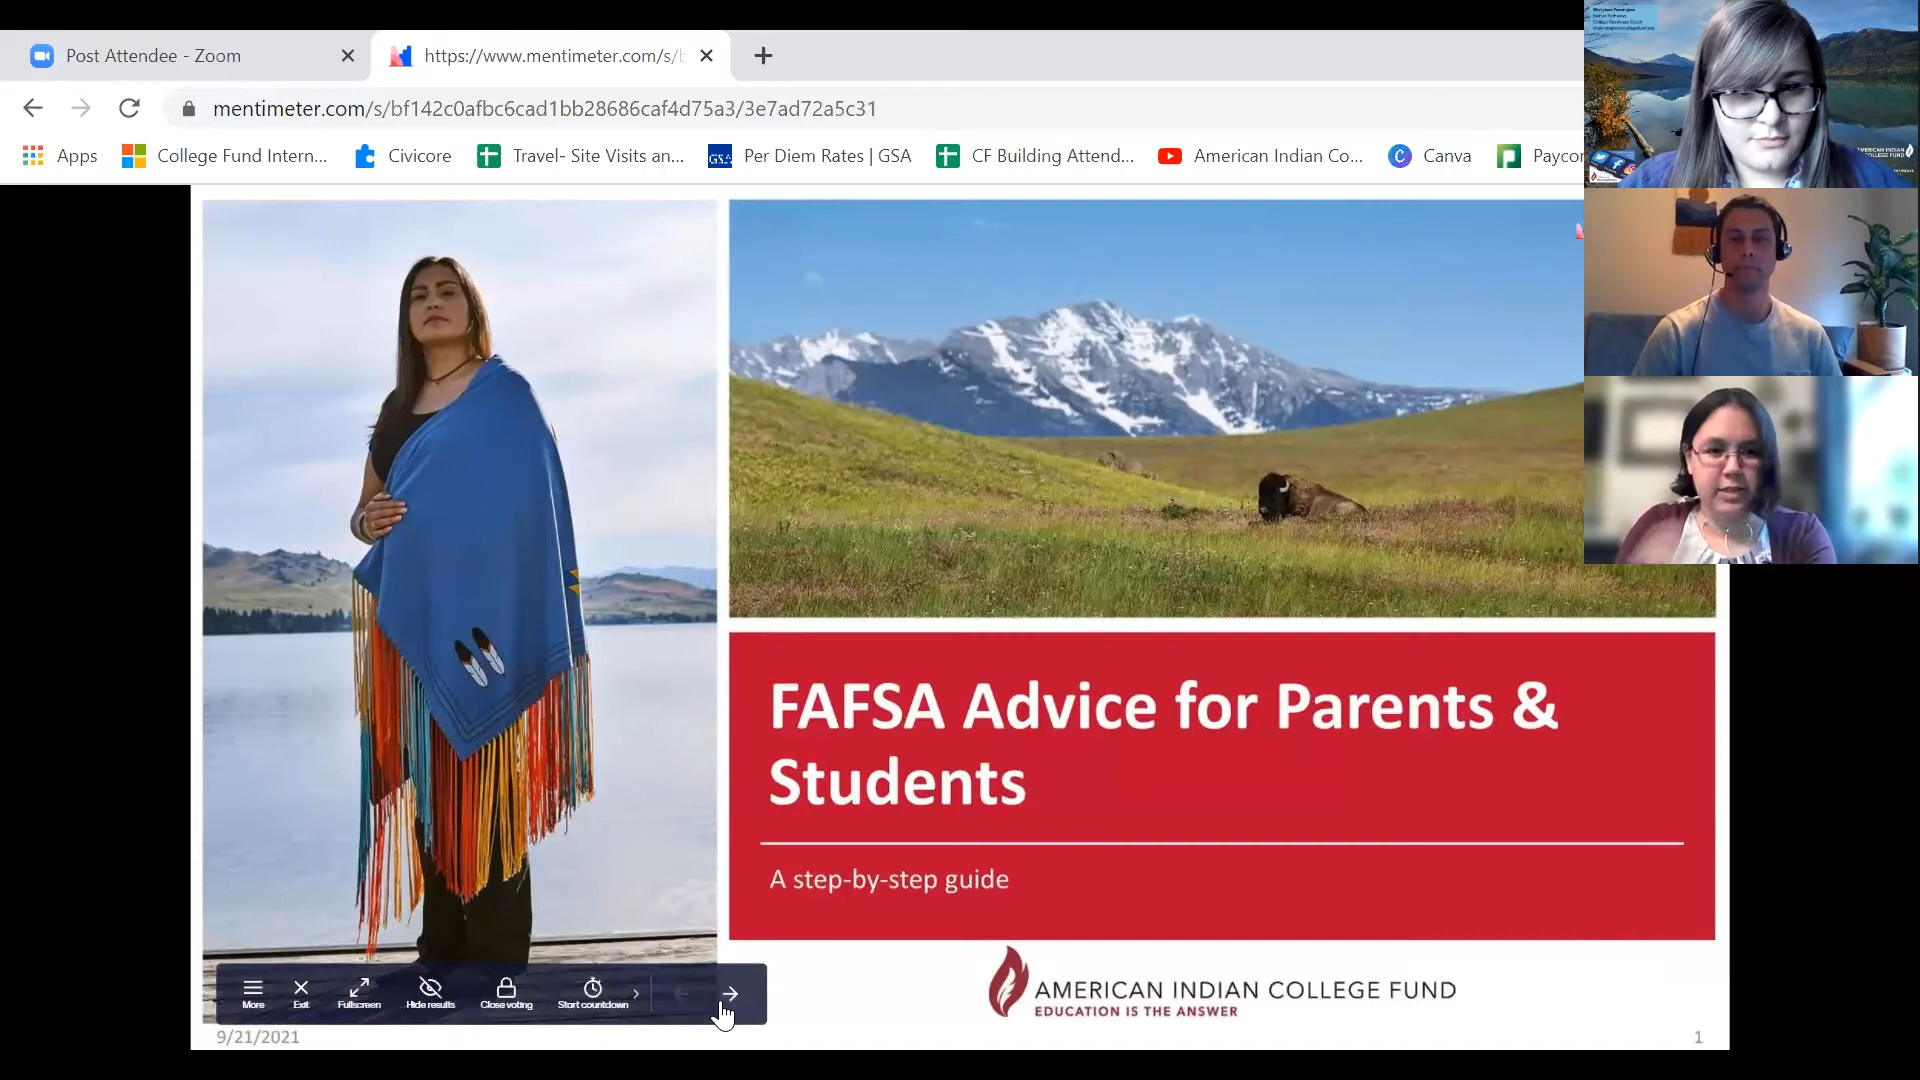 Post Attendee - Zoom
https://www.mentimeter.com/s/b
mentimeter.com/s/bf142c0afbc6cad1bb28686caf4d75a3/3e7ad72a5c31
Apps
College Fund Intern...
Civicore
Travel- Site Visits an...
GSA
Per Diem Rates | GSA
CF Building Attend...
American Indian Co...
Canva
Paycor
FAFSA Advice for Parents &
Students
A step-by-step guide
AMERICAN INDIAN COLLEGE FUND
EDUCATION IS THE ANSWER
More
Exit
Fullscreen
Hide results
Close voting
Start countdown
9/21/2021
1